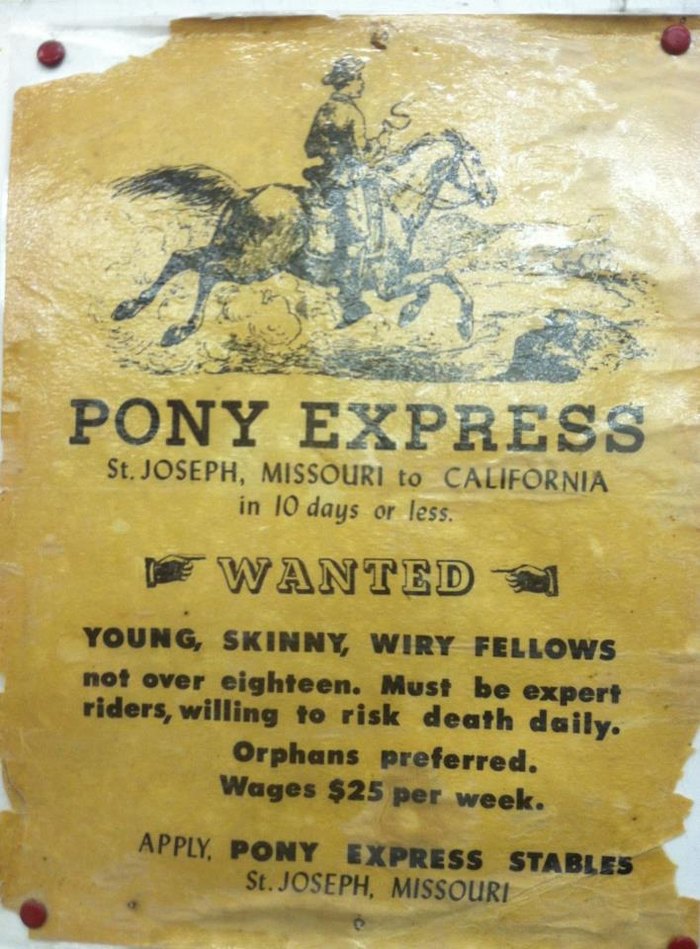 PONY EXPRESS
St. JOSEPH, MISSOURI to CALIFORNIA
in 10 days or less.
WANTED
YOUNG, SKINNY, WIRY FELLOWS
not over eighteen. Must be expert
riders, willing to risk death daily.
Orphans preferred.
Wages $25 per week.
APPLY, PONY EXPRESS STABLES
St. JOSEPH, MISSOURI